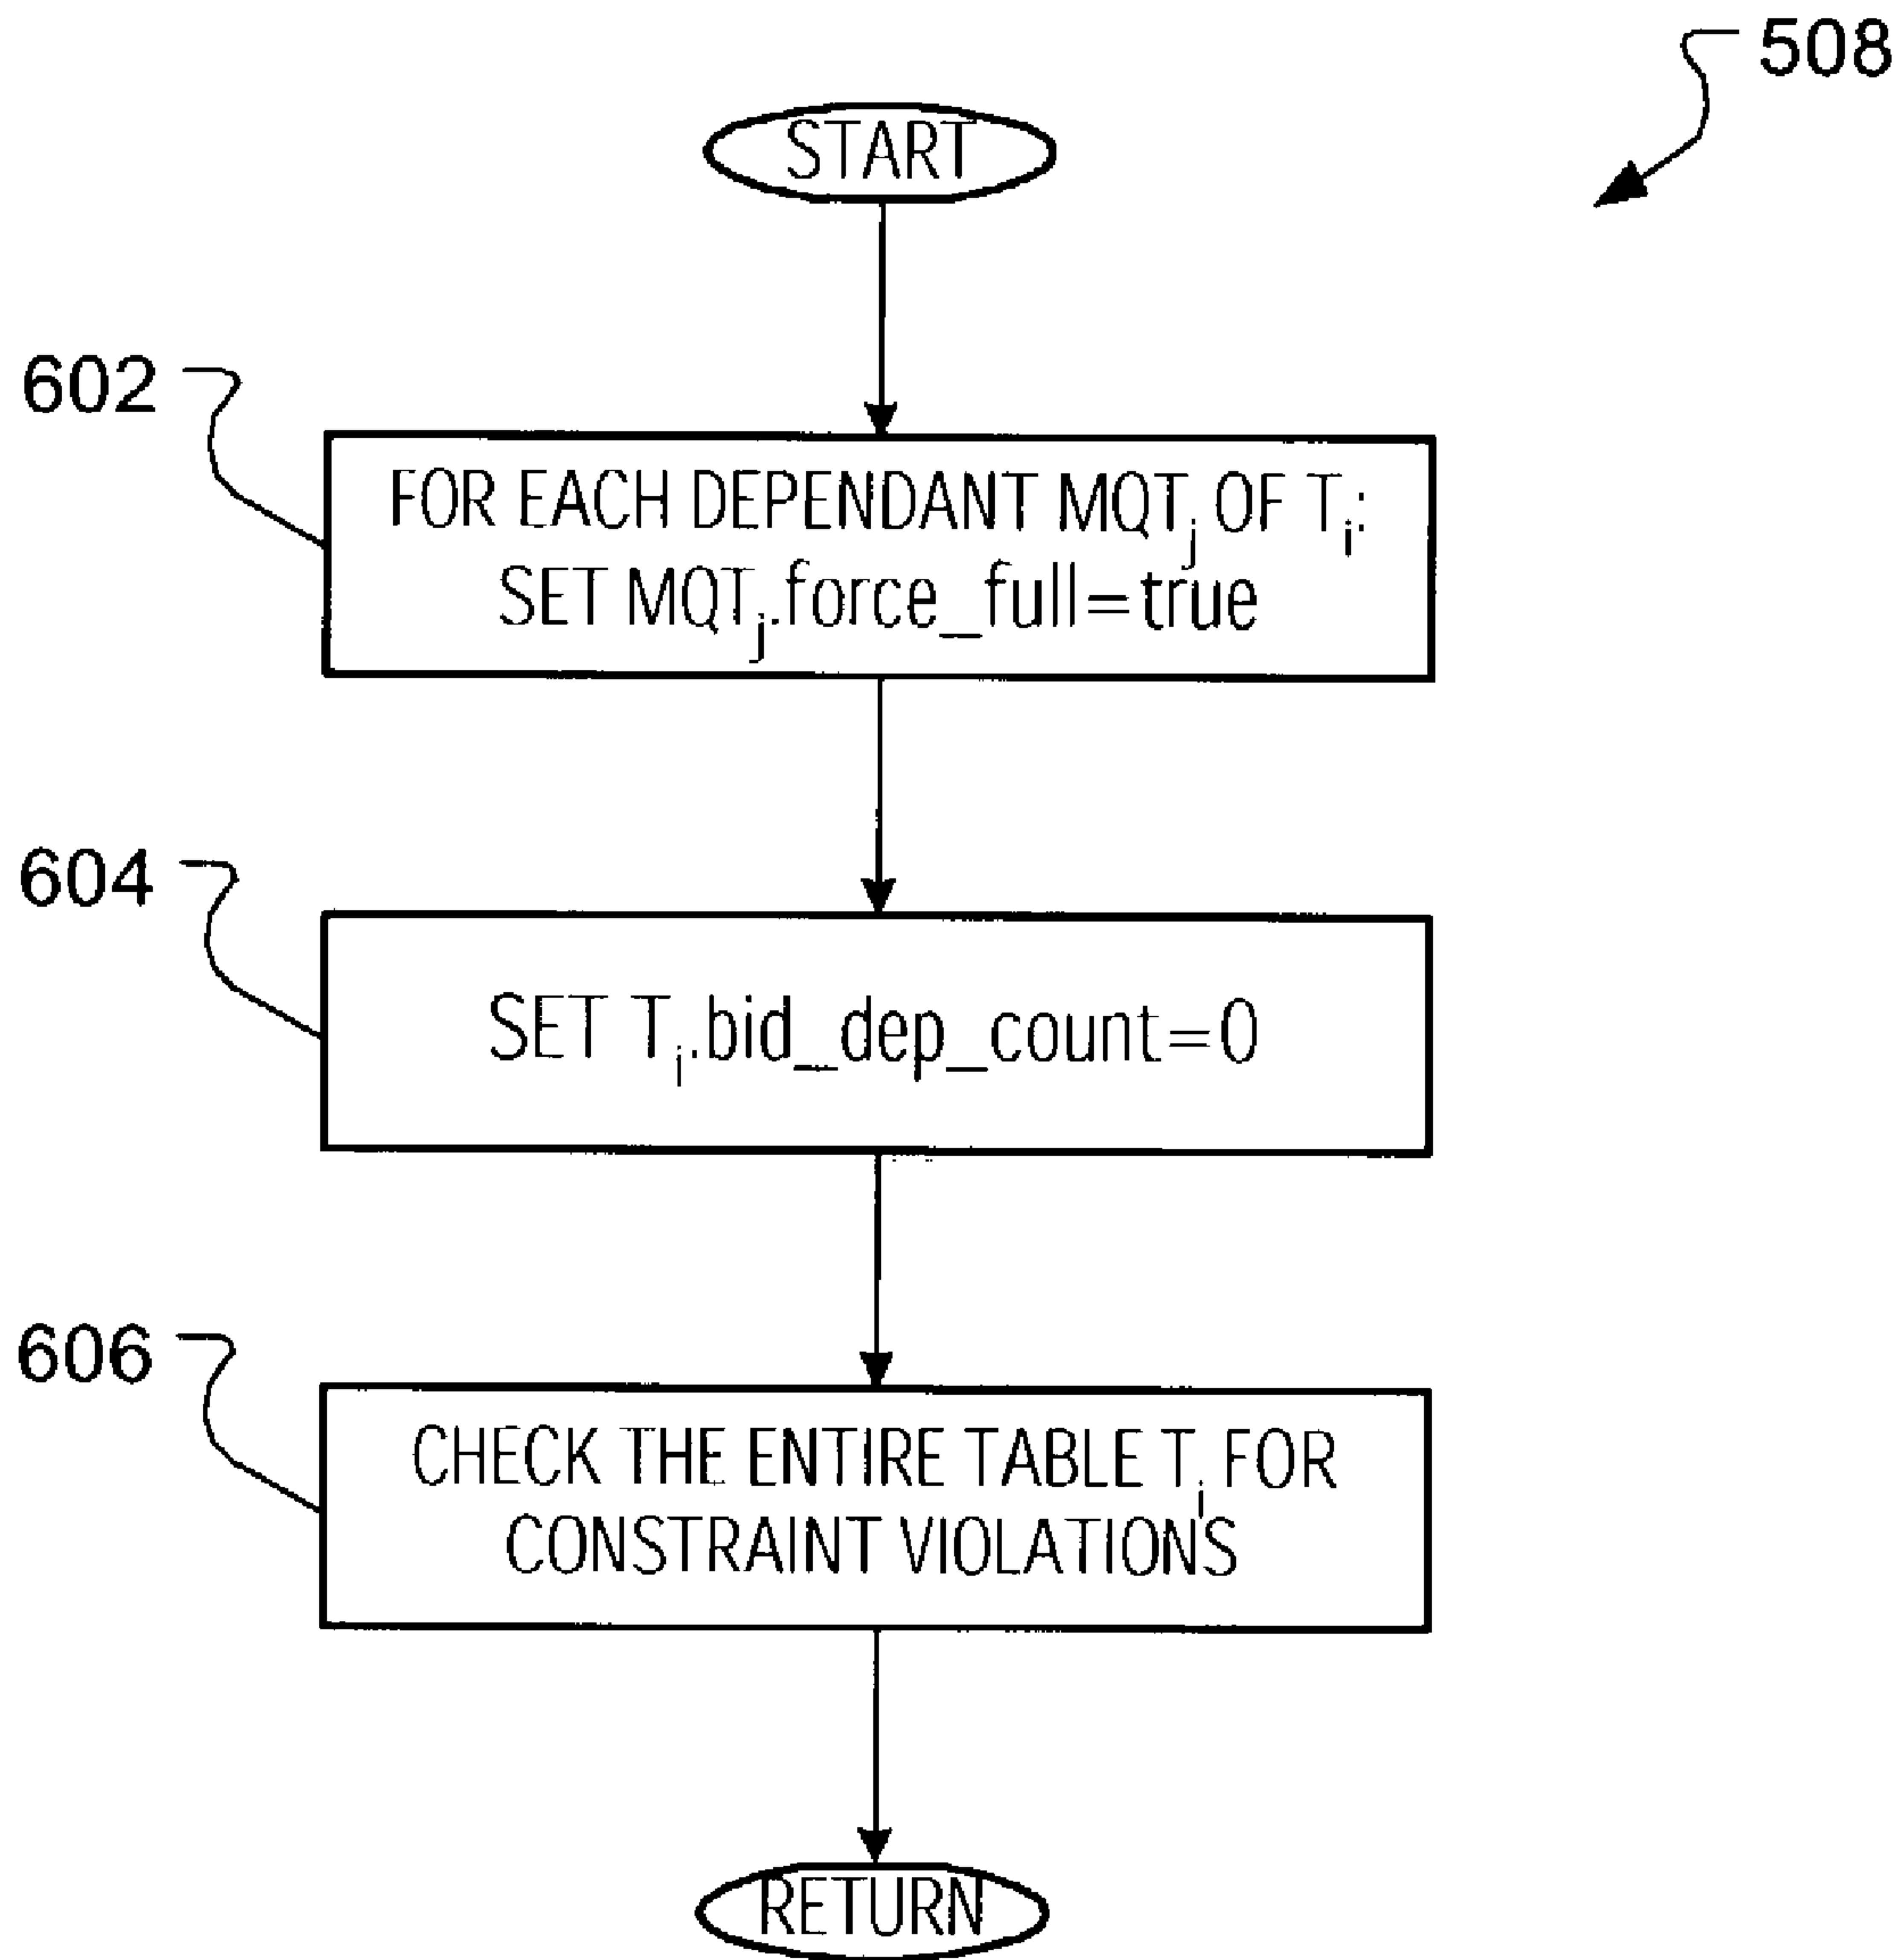 508
START
602
FOR EACH DEPENDANT MQTj OF Ti:
SET MQTj.force_full=true
604
SET Ti.bid_dep_count=0
606
CHECK THE ENTIRE TABLE Ti FOR
CONSTRAINT VIOLATIONS
RETURN